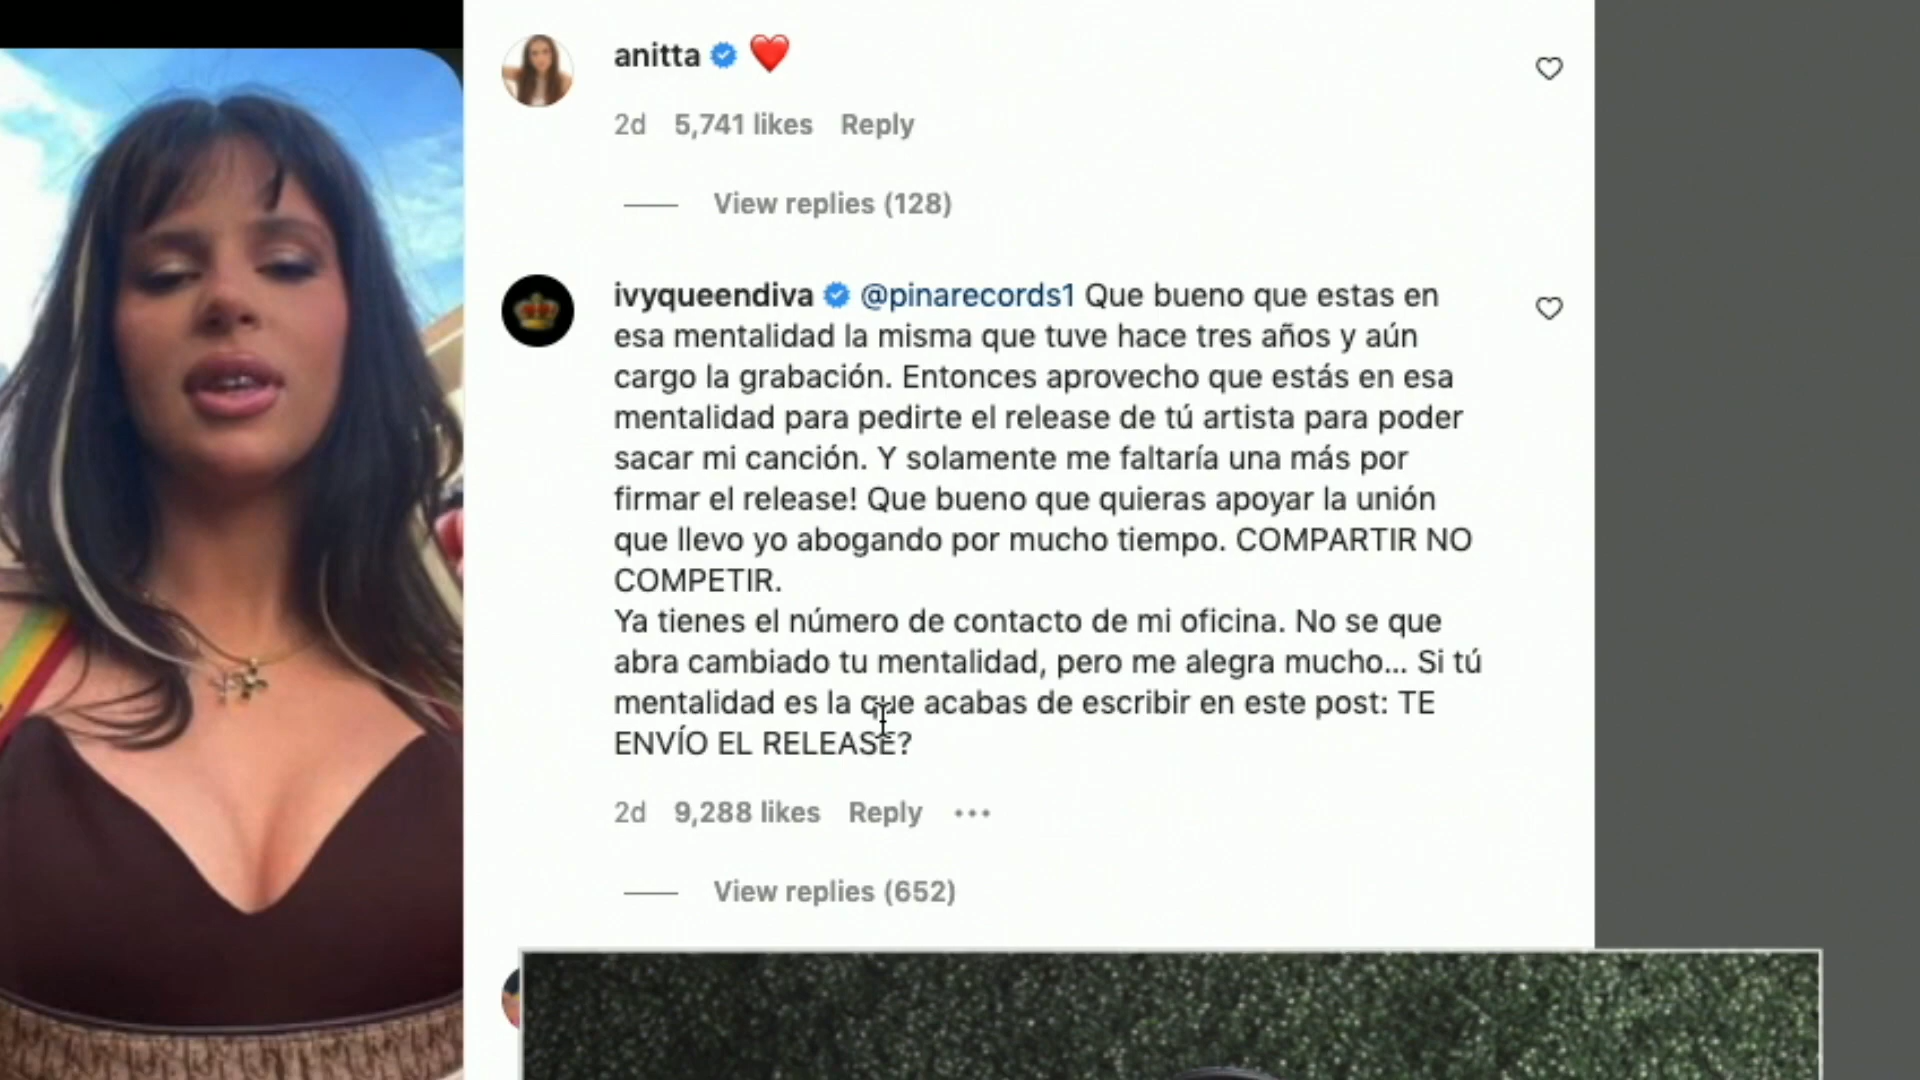 anitta ❤️
2d 5,741 likes Reply
View replies (128)
ivyqueendiva @pinarecords1 Que bueno que estas en
esa mentalidad la misma que tuve hace tres años y aún
cargo la grabación. Entonces aprovecho que estás en esa
mentalidad para pedirte el release de tú artista para poder
sacar mi canción. Y solamente me faltaría una más por
firmar el release! Que bueno que quieras apoyar la unión
que llevo yo abogando por mucho tiempo. COMPARTIR NO
COMPETIR.
Ya tienes el número de contacto de mi oficina. No se que
abra cambiado tu mentalidad, pero me alegra mucho... Si tú
mentalidad es la que acabas de escribir en este post: TE
ENVÍO EL RELEASE?
2d 9,288 likes Reply •••
View replies (652)